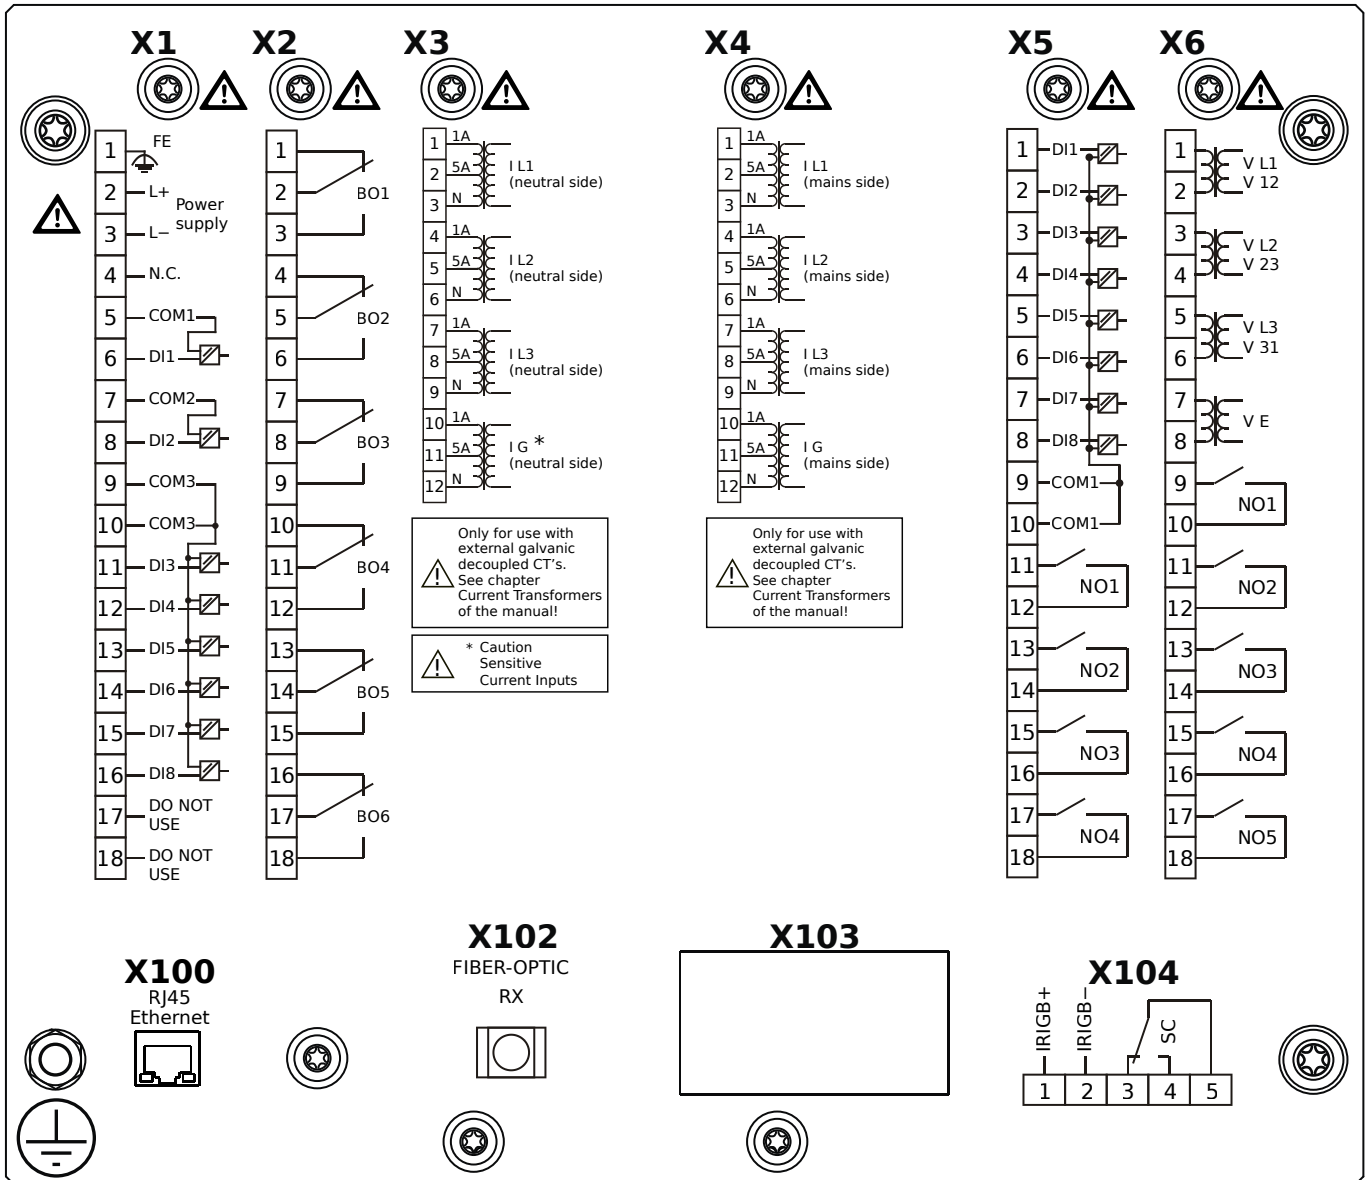 X1 X2 X3 X4 X5 X6
1 FE
2 L+ Power
supply
3 L−
4 N.C.
5 COM1
6 DI1
7 COM2
8 DI2
9 COM3
10 COM3
11 DI3
12 DI4
13 DI5
14 DI6
15 DI7
16 DI8
17 DO NOT
USE
18 DO NOT
USE
1
2 BO1
3
4
5 BO2
6
7
8 BO3
9
10
11 BO4
12
13
14 BO5
15
16
17 BO6
18
1 1A
2 5A I L1
(neutral side)
3 N
4 1A
5 5A I L2
(neutral side)
6 N
7 1A
8 5A I L3
(neutral side)
9 N
10 1A
11 5A I G *
(neutral side)
12 N
Only for use with
external galvanic
decoupled CT's.
See chapter
Current Transformers
of the manual!
* Caution
Sensitive
Current Inputs
1 1A
2 5A I L1
(mains side)
3 N
4 1A
5 5A I L2
(mains side)
6 N
7 1A
8 5A I L3
(mains side)
9 N
10 1A
11 5A I G
(mains side)
12 N
Only for use with
external galvanic
decoupled CT's.
See chapter
Current Transformers
of the manual!
1 DI1
2 DI2
3 DI3
4 DI4
5 DI5
6 DI6
7 DI7
8 DI8
9 COM1
10 COM1
11
NO1
12
13
NO2
14
15
NO3
16
17
NO4
18
1 V L1
2 V 12
3 V L2
4 V 23
5 V L3
6 V 31
7
V E
8
9
NO1
10
11
NO2
12
13
NO3
14
15
NO4
16
17
NO5
18
X100
RJ45
Ethernet
X102
FIBER-OPTIC
RX
X103
X104
IRIGB+ IRIGB− SC
1 2 3 4 5